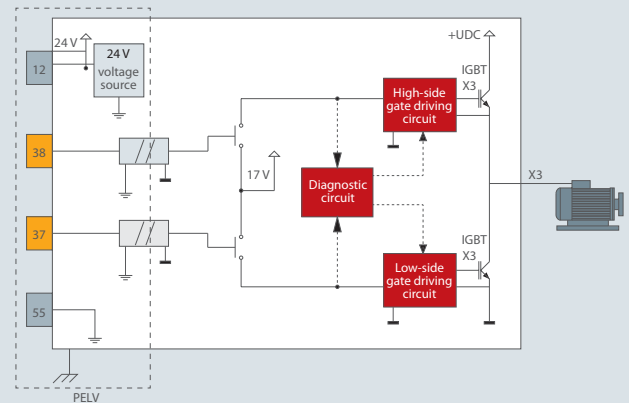 24 V
12
24 V
voltage
source
+UDC
IGBT
X3
High-side
gate driving
circuit
38
17 V
Diagnostic
circuit
X3
37
IGBT
X3
Low-side
gate driving
circuit
55
PELV